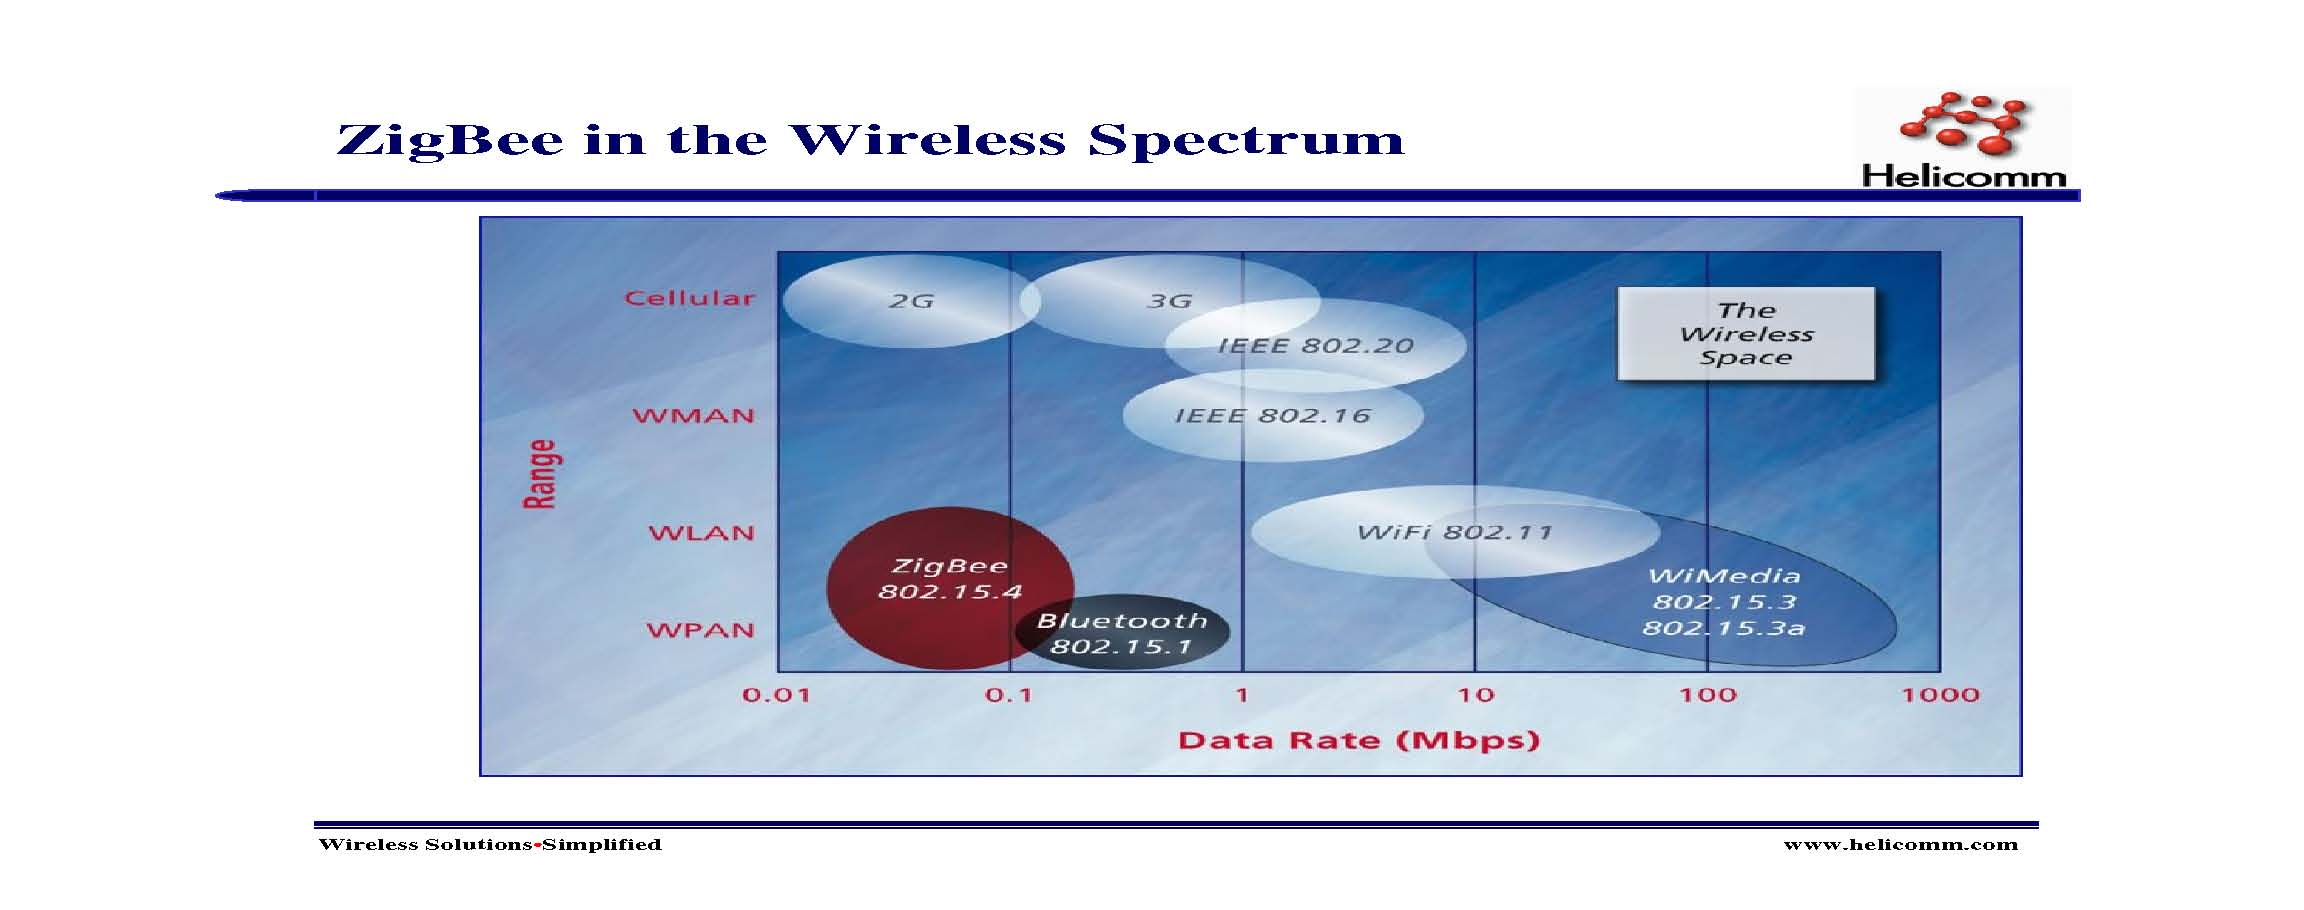 ZigBee in the Wireless Spectrum
Helicomm
Cellular
WMAN
WLAN
WPAN
Range
2G
3G
IEEE 802.20
IEEE 802.16
The
Wireless
Space
WiFi 802.11
ZigBee
802.15.4
Bluetooth
802.15.1
WiMedia
802.15.3
802.15.3a
0.01
0.1
1
10
100
1000
Data Rate (Mbps)
Wireless Solutions•Simplified
www.helicomm.com